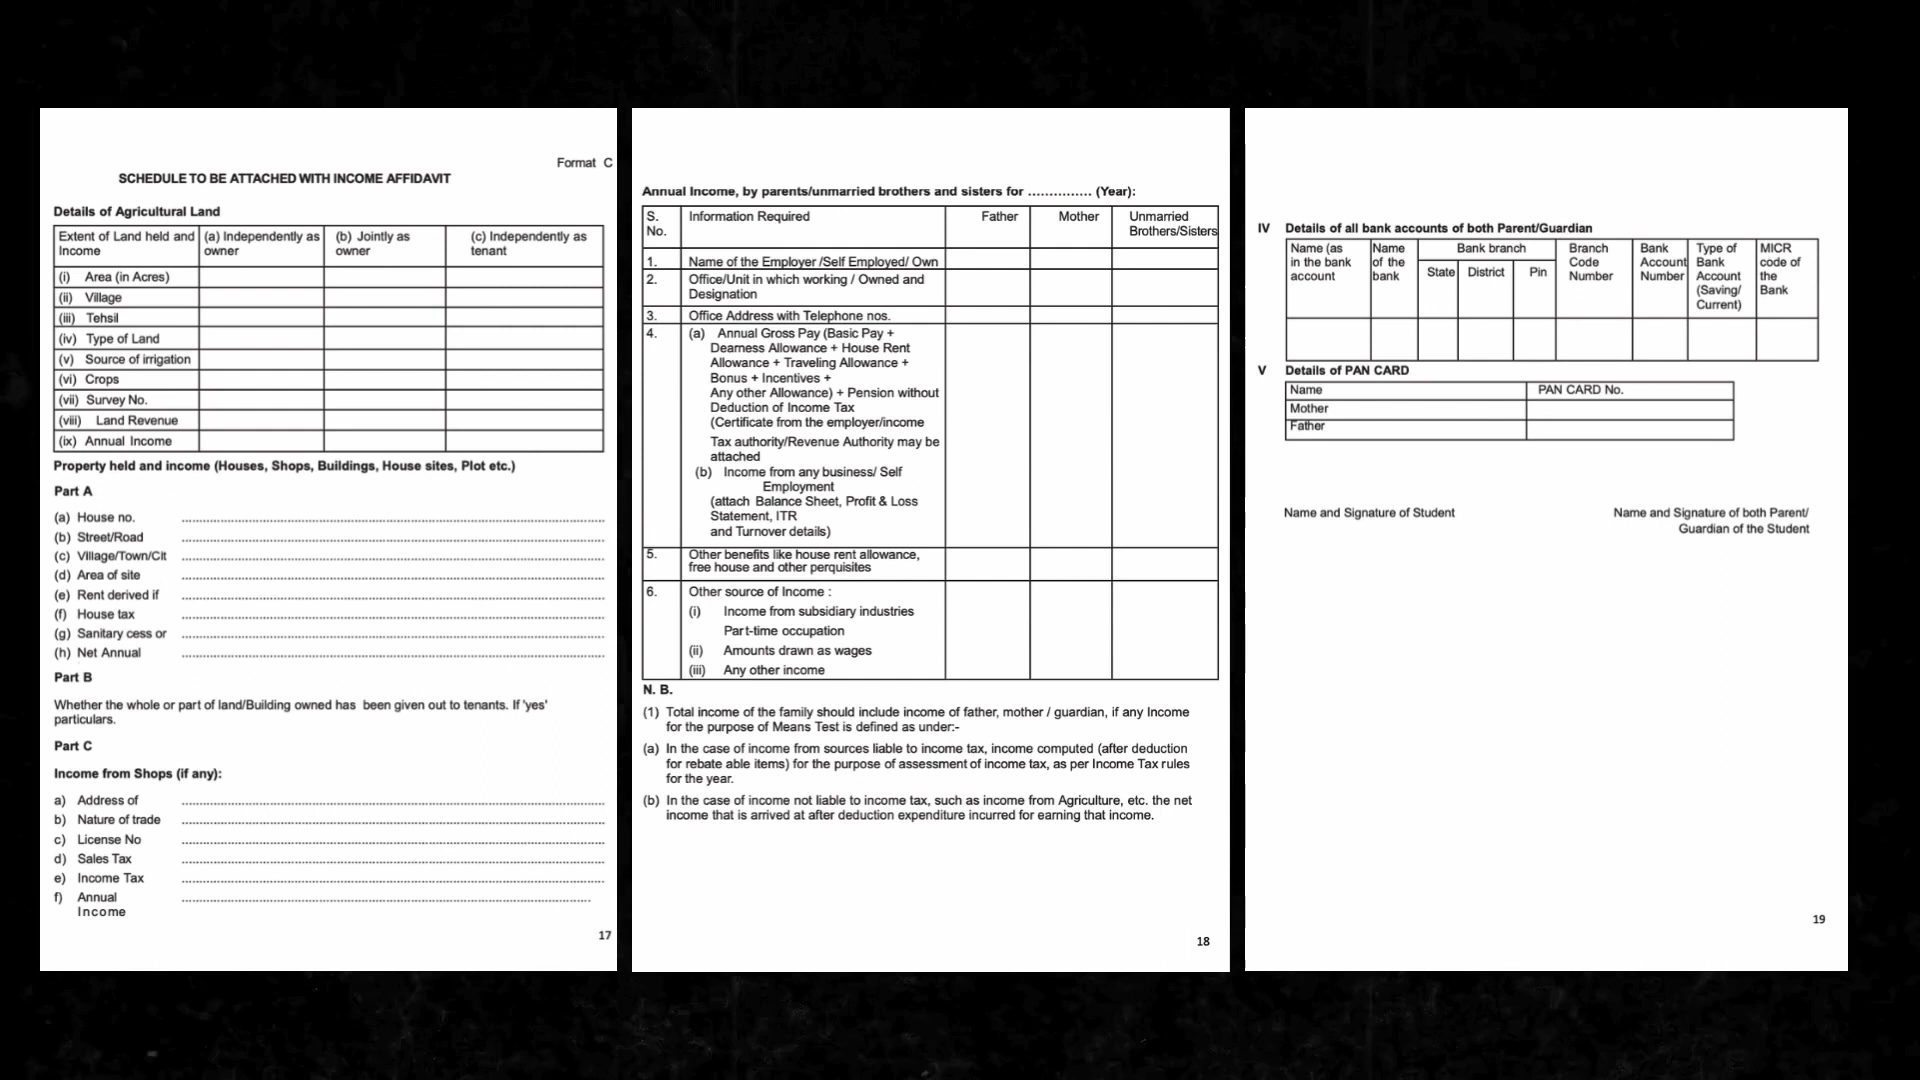 Format C
SCHEDULE TO BE ATTACHED WITH INCOME AFFIDAVIT
Details of Agricultural Land
Extent of Land held and Income (a) Independently as owner (b) Jointly as owner (c) Independently as tenant
(i) Area (in Acres)
(ii) Village
(iii) Tehsil
(iv) Type of Land
(v) Source of irrigation
(vi) Crops
(vii) Survey No.
(viii) Land Revenue
(ix) Annual Income
Property held and income (Houses, Shops, Buildings, House sites, Plot etc.)
Part A
(a) House no.
(b) Street/Road
(c) Village/Town/Cit
(d) Area of site
(e) Rent derived if
(f) House tax
(g) Sanitary cess or
(h) Net Annual
Part B
Whether the whole or part of land/Building owned has been given out to tenants. If 'yes'
particulars.
Part C
Income from Shops (if any):
a) Address of
b) Nature of trade
c) License No
d) Sales Tax
e) Income Tax
f) Annual
Income
17
Annual Income, by parents/unmarried brothers and sisters for ............... (Year):
S. No. Information Required Father Mother Unmarried Brothers/Sisters
1. Name of the Employer /Self Employed/ Own
2. Office/Unit in which working / Owned and
Designation
3. Office Address with Telephone nos.
4. (a) Annual Gross Pay (Basic Pay +
Dearness Allowance + House Rent
Allowance + Traveling Allowance +
Bonus + Incentives +
Any other Allowance) + Pension without
Deduction of Income Tax
(Certificate from the employer/income
Tax authority/Revenue Authority may be
attached
(b) Income from any business/ Self
Employment
(attach Balance Sheet, Profit & Loss
Statement, ITR
and Turnover details)
5. Other benefits like house rent allowance,
free house and other perquisites
6. Other source of Income :
(i) Income from subsidiary industries
Part-time occupation
(ii) Amounts drawn as wages
(iii) Any other income
N. B.
(1) Total income of the family should include income of father, mother / guardian, if any Income
for the purpose of Means Test is defined as under:-
(a) In the case of income from sources liable to income tax, income computed (after deduction
for rebate able items) for the purpose of assessment of income tax, as per Income Tax rules
for the year.
(b) In the case of income not liable to income tax, such as income from Agriculture, etc. the net
income that is arrived at after deduction expenditure incurred for earning that income.
18
IV Details of all bank accounts of both Parent/Guardian
Name (as in the bank account Name of the bank Bank branch Branch Code Number Bank Account Number Type of Bank Account (Saving/ Current) MICR code of the Bank
State District Pin
V Details of PAN CARD
Name PAN CARD No.
Mother
Father
Name and Signature of Student
Name and Signature of both Parent/
Guardian of the Student
19